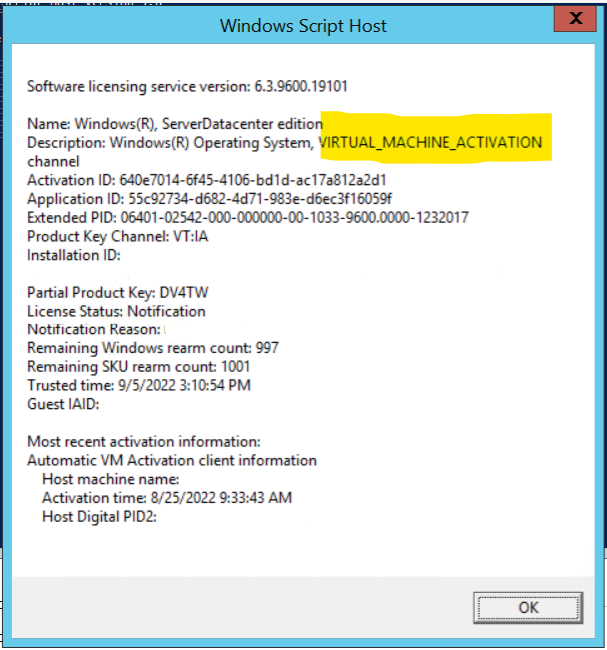 Windows Script Host
X
Software licensing service version: 6.3.9600.19101
Name: Windows(R), ServerDatacenter edition
Description: Windows(R) Operating System, VIRTUAL_MACHINE_ACTIVATION
channel
Activation ID: 640e7014-6f45-4106-bd1d-ac17a812a2d1
Application ID: 55c92734-d682-4d71-983e-d6ec3f16059f
Extended PID: 06401-02542-000-000000-00-1033-9600.0000-1232017
Product Key Channel: VT:IA
Installation ID:
Partial Product Key: DV4TW
License Status: Notification
Notification Reason:
Remaining Windows rearm count: 997
Remaining SKU rearm count: 1001
Trusted time: 9/5/2022 3:10:54 PM
Guest IAID:
Most recent activation information:
Automatic VM Activation client information
Host machine name:
Activation time: 8/25/2022 9:33:43 AM
Host Digital PID2:
OK